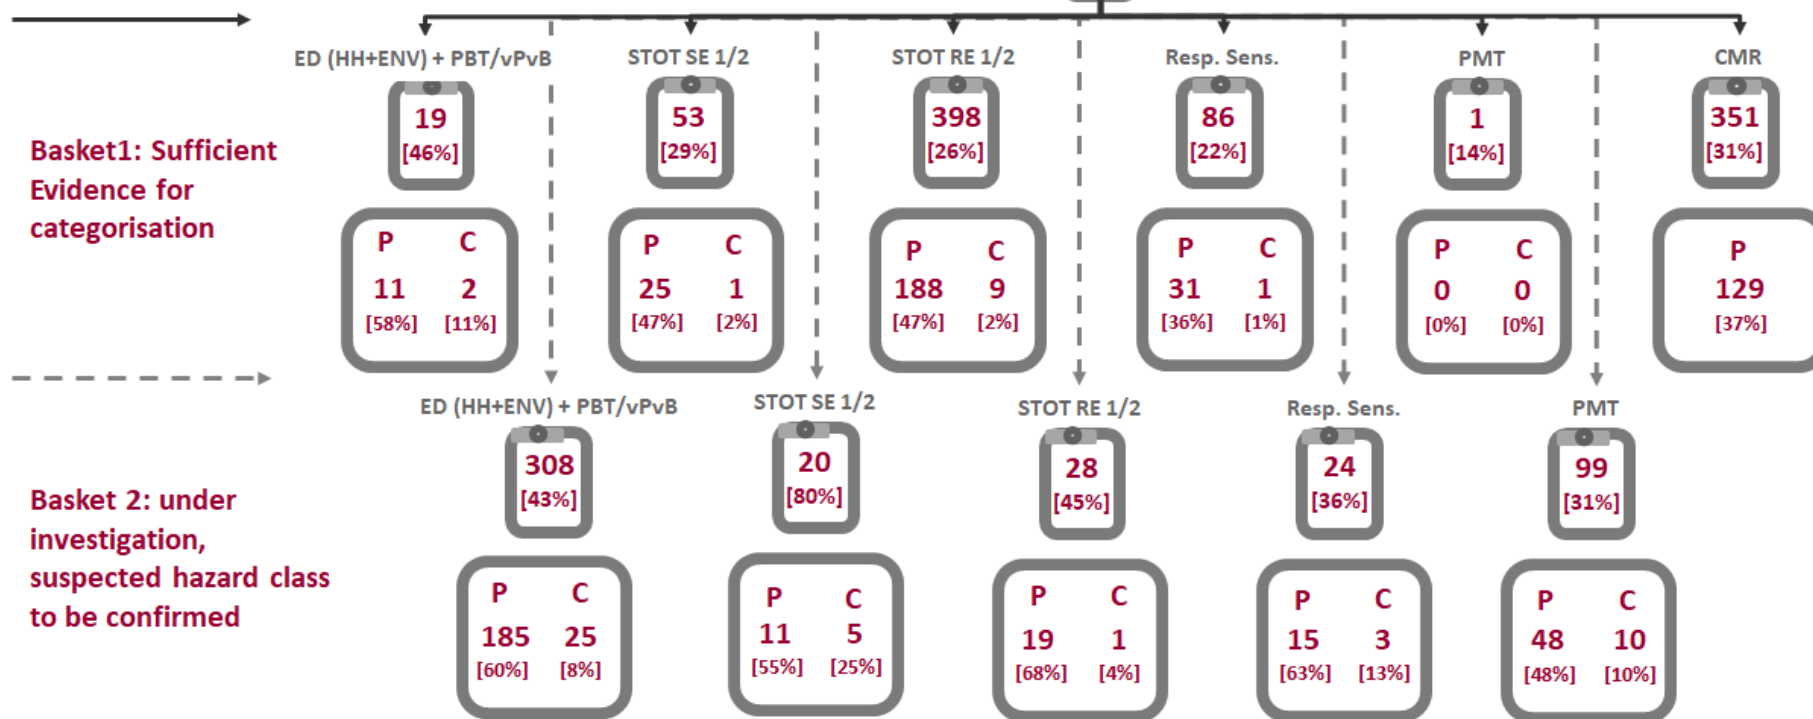 ED (HH+ENV) + PBT/vPvB
STOT SE 1/2
STOT RE 1/2
Resp. Sens.
PMT
CMR
19
[46%]
53
[29%]
398
[26%]
86
[22%]
1
[14%]
351
[31%]
Basket1: Sufficient
Evidence for
categorisation
P C
11 2
[58%] [11%]
P C
25 1
[47%] [2%]
P C
188 9
[47%] [2%]
P C
31 1
[36%] [1%]
P C
0 0
[0%] [0%]
P
129
[37%]
ED (HH+ENV) + PBT/vPvB
STOT SE 1/2
STOT RE 1/2
Resp. Sens.
PMT
308
[43%]
20
[80%]
28
[45%]
24
[36%]
99
[31%]
Basket 2: under
investigation,
suspected hazard class
to be confirmed
P C
185 25
[60%] [8%]
P C
11 5
[55%] [25%]
P C
19 1
[68%] [4%]
P C
15 3
[63%] [13%]
P C
48 10
[48%] [10%]